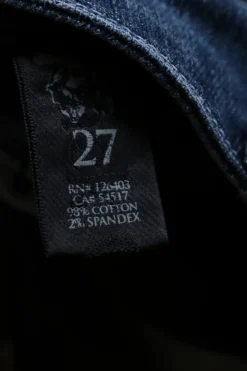 27
RN# 126403
CA# 54517
98% COTTON
2% SPANDEX